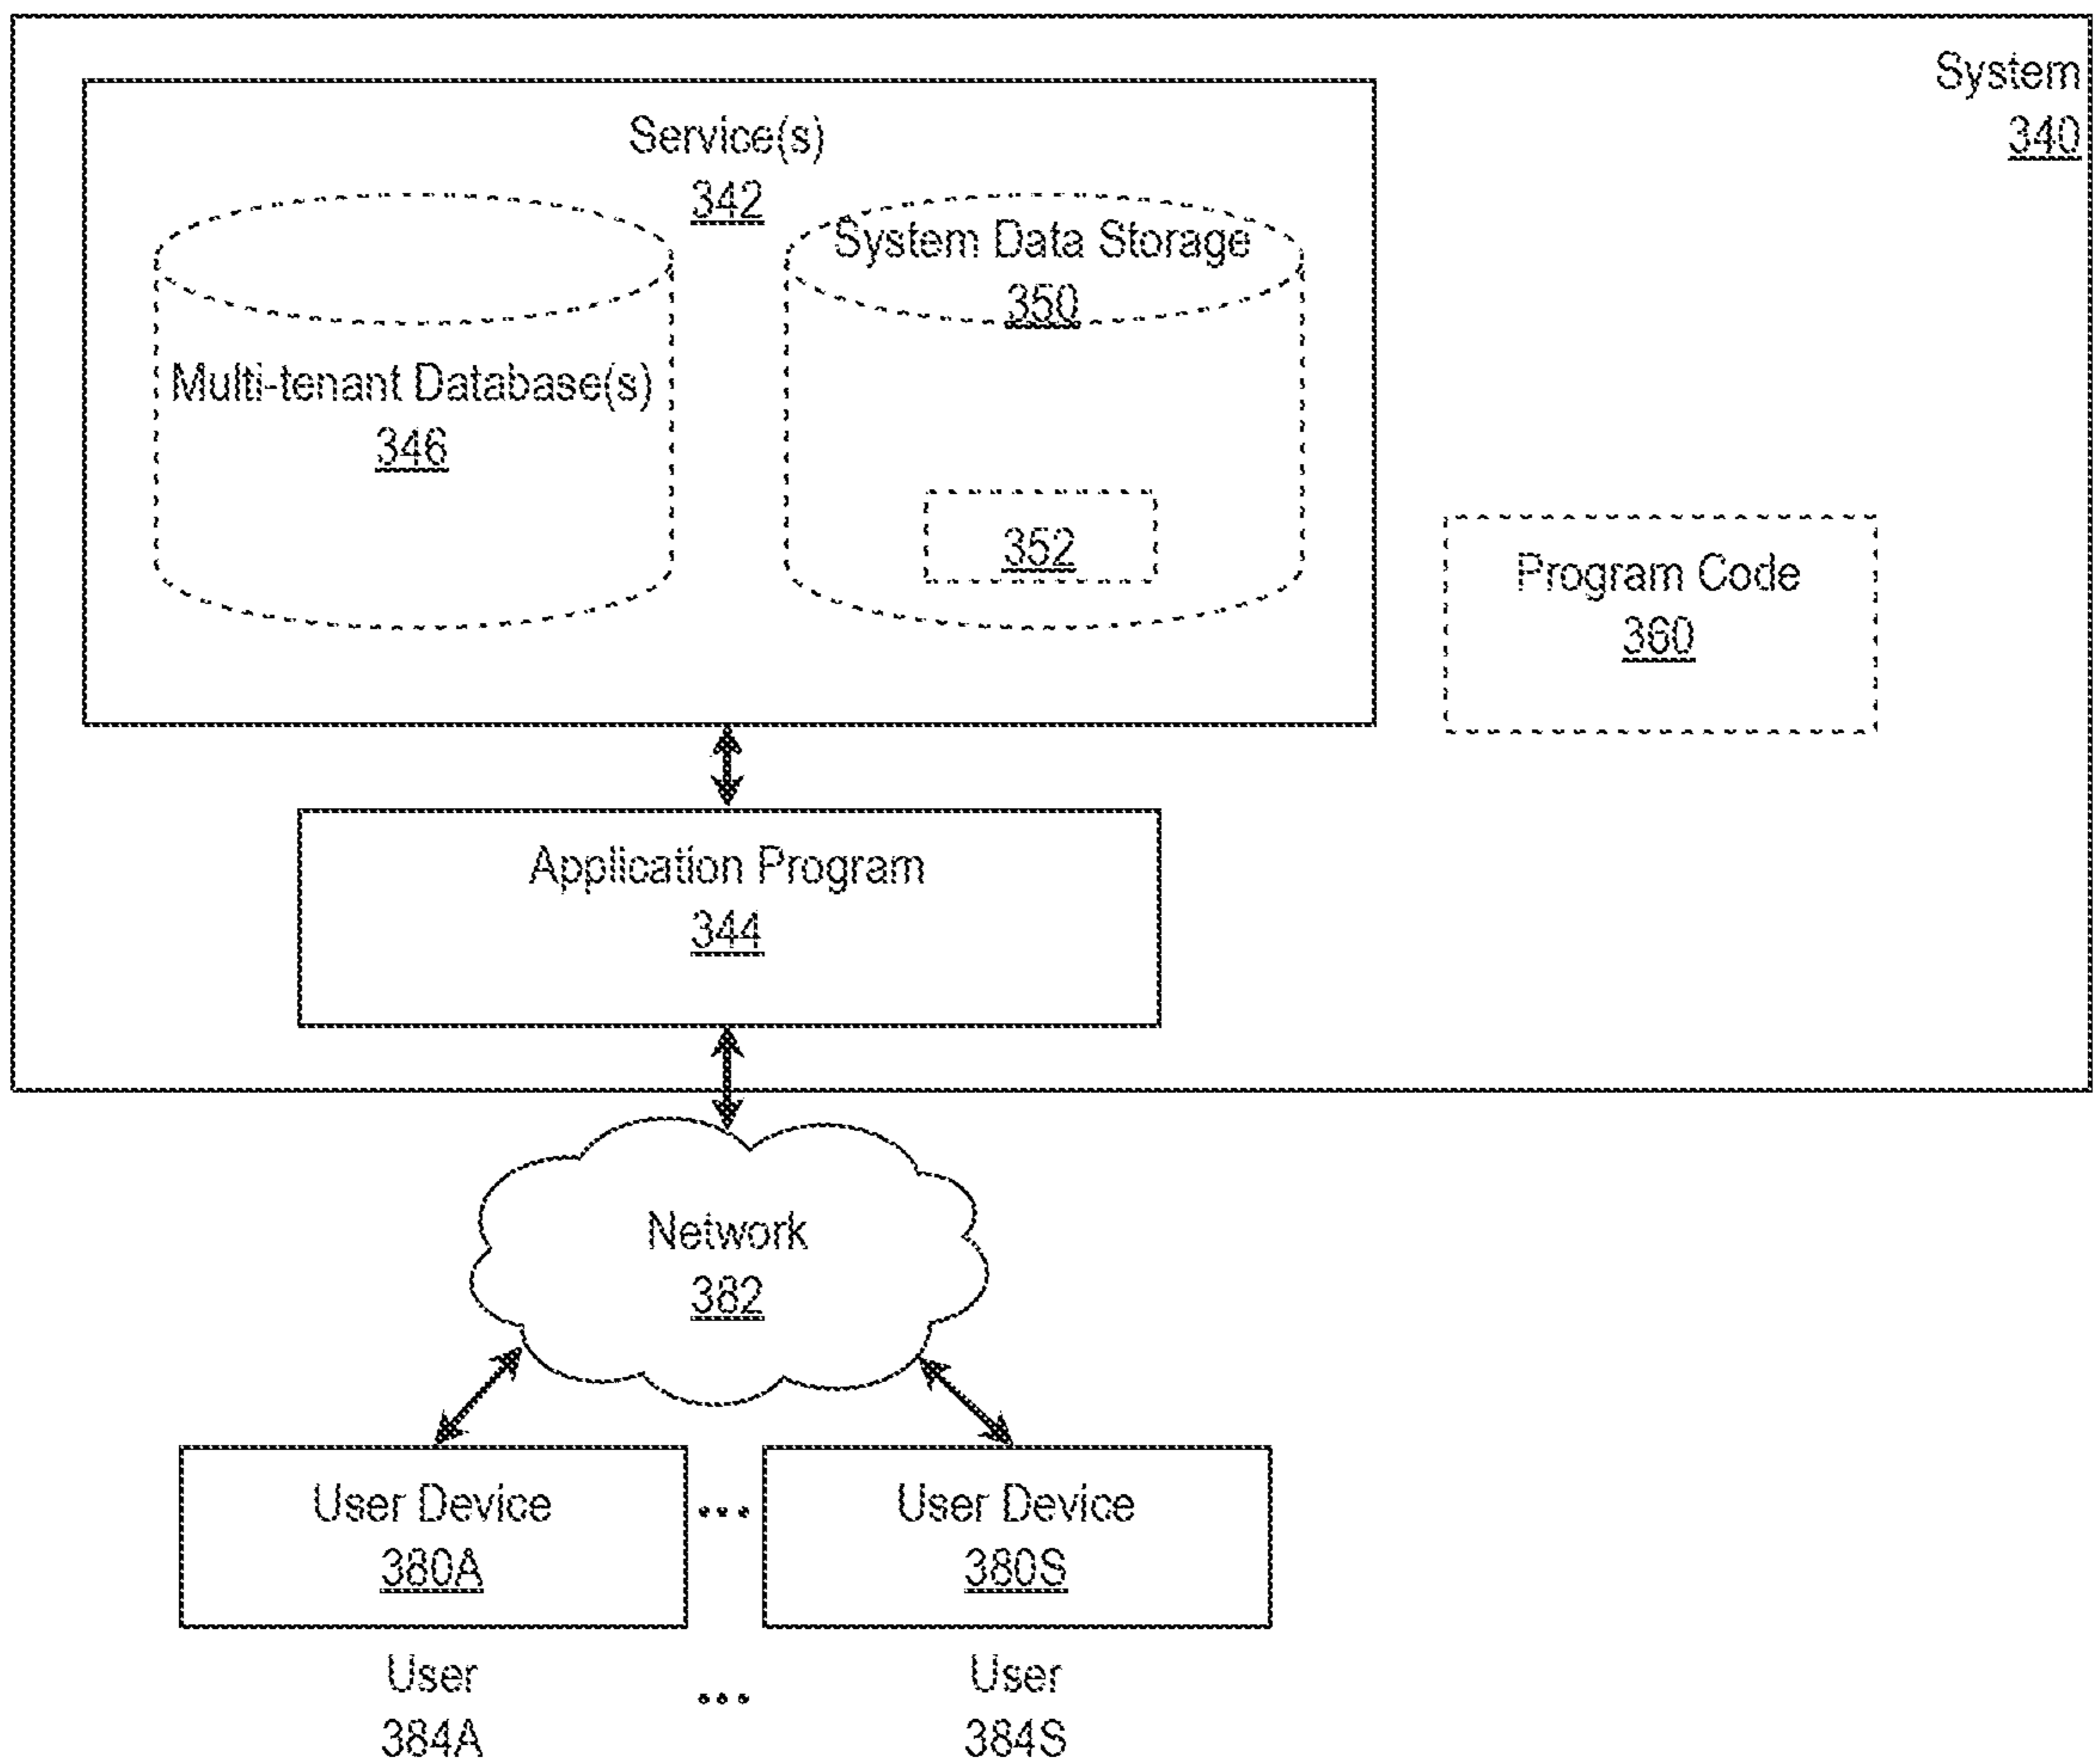 System
340
Service(s)
342
System Data Storage
350
Multi-tenant Database(s)
346
352
Program Code
360
Application Program
344
Network
382
User Device ... User Device
380A 380S
User ... User
384A 384S